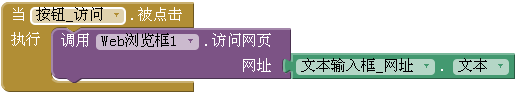 当 按钮_访问 .被点击
执行 调用 Web浏览框1 .访问网页
网址 文本输入框_网址 . 文本